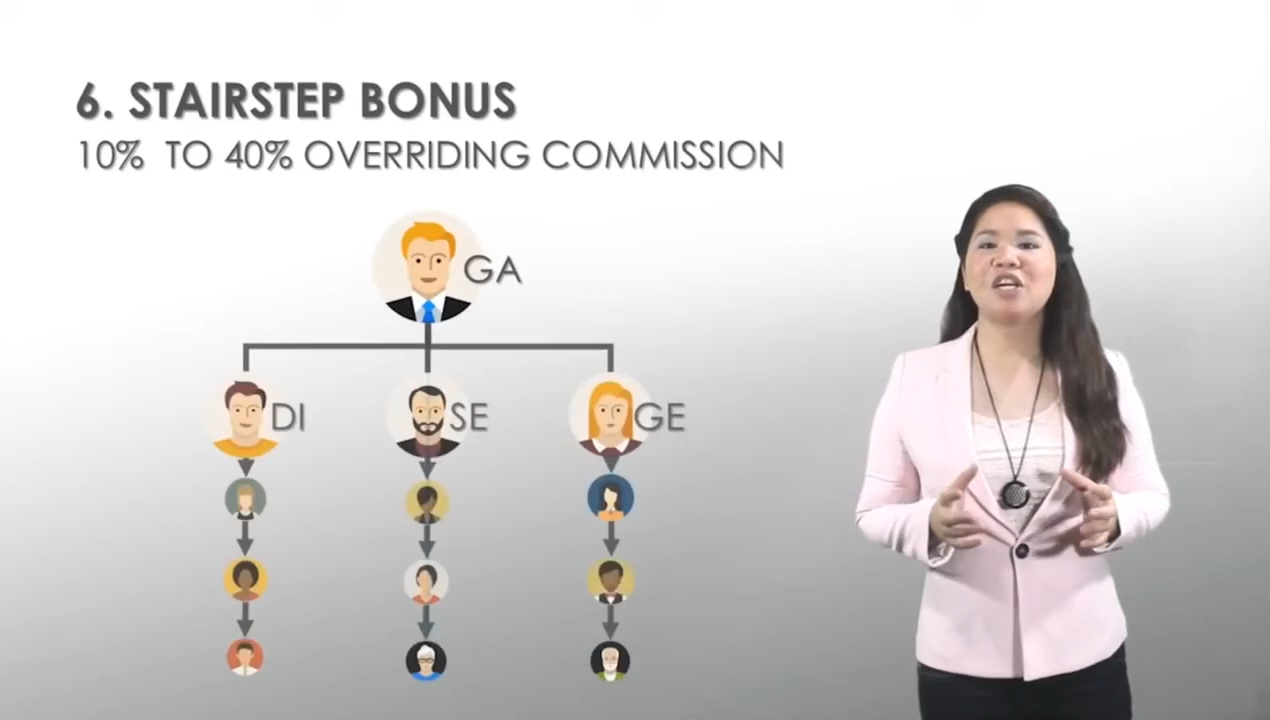 6. STAIRSTEP BONUS
10% TO 40% OVERRIDING COMMISSION
GA
DI
SE
GE